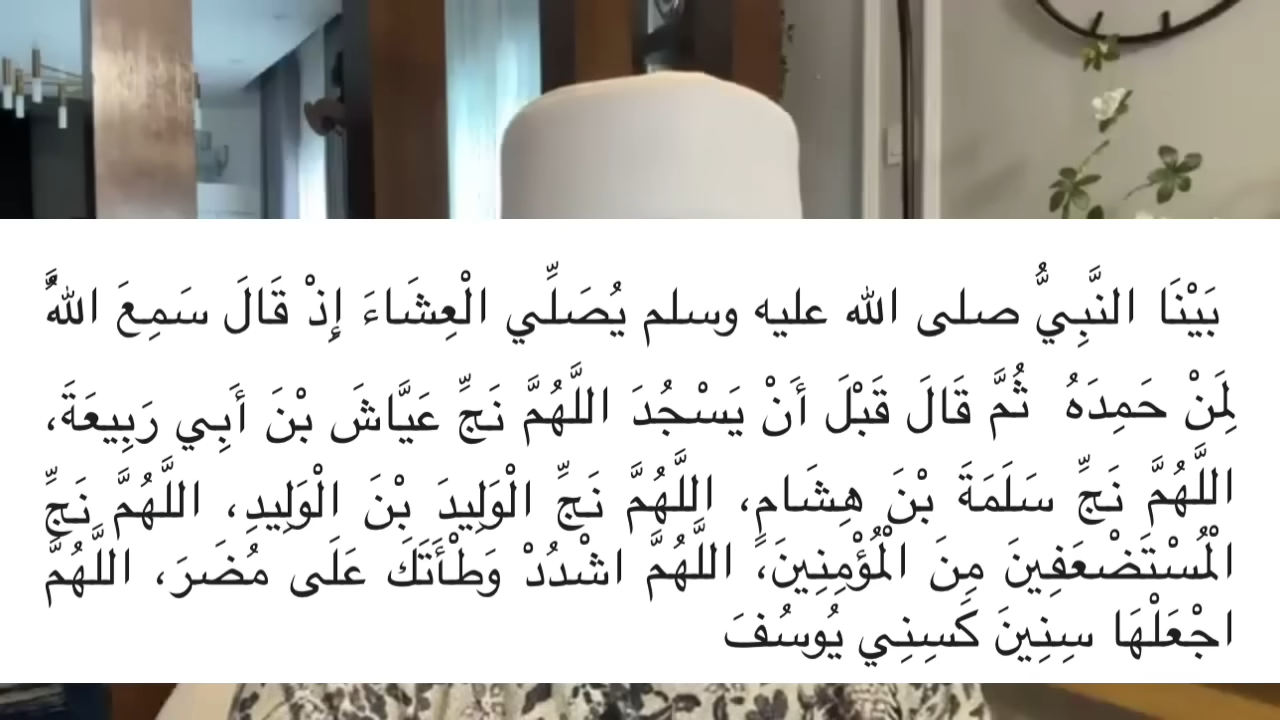 بَيْنَا النَّبِيُّ صلى الله عليه وسلم يُصَلِّي الْعِشَاءَ إِذْ قَالَ سَمِعَ اللَّهُ
لِمَنْ حَمِدَهُ ‏ ثُمَّ قَالَ قَبْلَ أَنْ يَسْجُدَ اللَّهُمَّ نَجِّ عَيَّاشَ بْنَ أَبِي رَبِيعَةَ،
اللَّهُمَّ نَجِّ سَلَمَةَ بْنَ هِشَامٍ، اللَّهُمَّ نَجِّ الْوَلِيدَ بْنَ الْوَلِيدِ، اللَّهُمَّ نَجِّ
الْمُسْتَضْعَفِينَ مِنَ الْمُؤْمِنِينَ، اللَّهُمَّ اشْدُدْ وَطْأَتَكَ عَلَى مُضَرَ، اللَّهُمَّ
اجْعَلْهَا سِنِينَ كَسِنِي يُوسُفَ